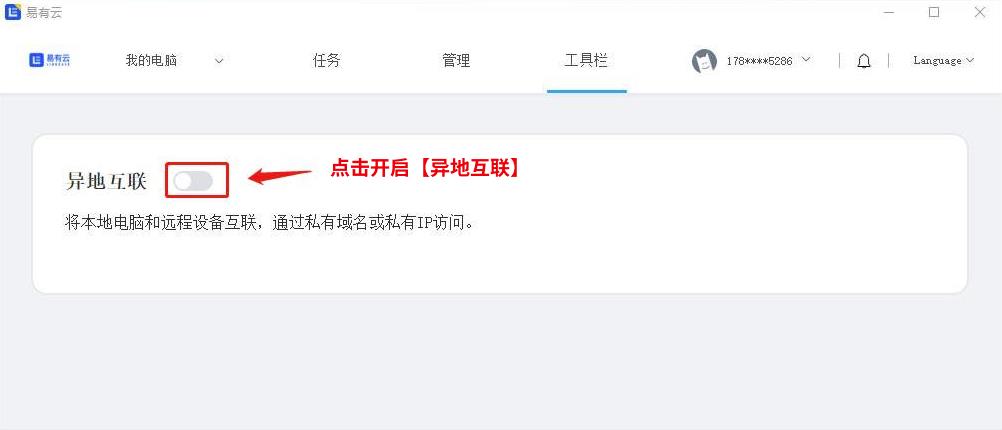 易有云
易有云
LINKEASE
我的电脑
任务
管理
工具栏
178****5286
Language
异地互联
点击开启【异地互联】
将本地电脑和远程设备互联，通过私有域名或私有IP访问。